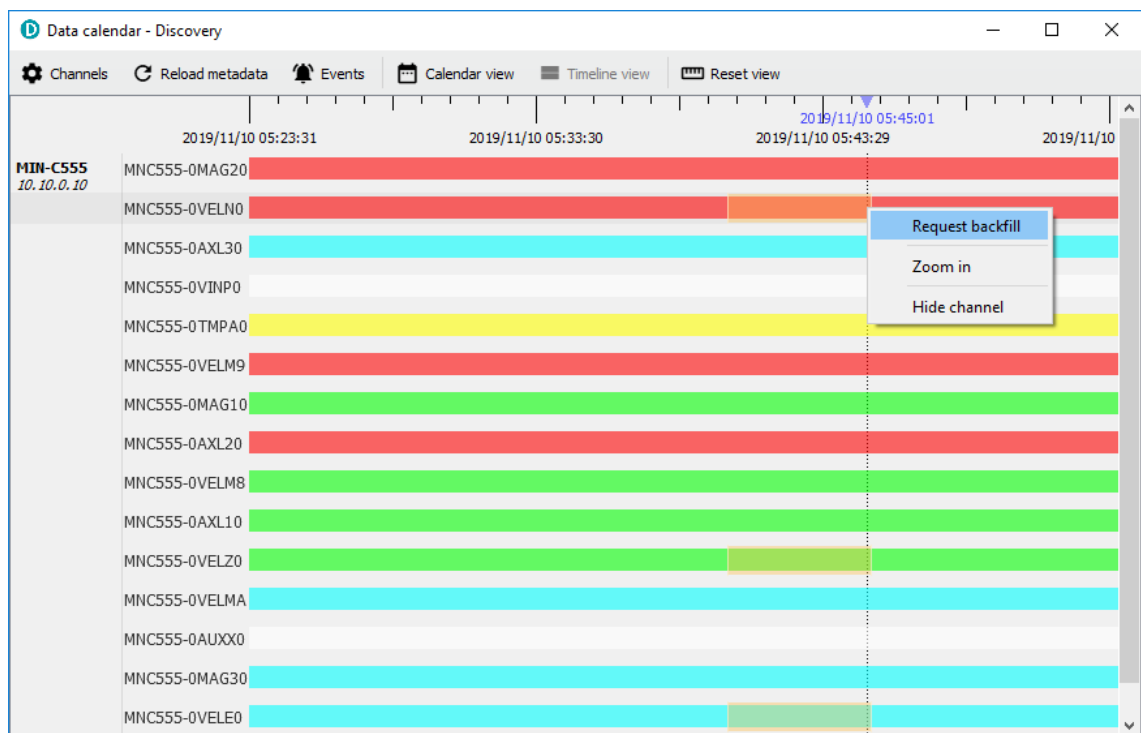 Data calendar - Discovery
Channels Reload metadata Events Calendar view Timeline view Reset view
2019/11/10 05:45:01
2019/11/10 05:23:31 2019/11/10 05:33:30 2019/11/10 05:43:29 2019/11/10
MIN-C555
10.10.0.10
MNC555-0MAG20
MNC555-0VELN0
MNC555-0AXL30
MNC555-0VINP0
MNC555-0TMPA0
MNC555-0VELM9
MNC555-0MAG10
MNC555-0AXL20
MNC555-0VELM8
MNC555-0AXL10
MNC555-0VELZ0
MNC555-0VELMA
MNC555-0AUXX0
MNC555-0MAG30
MNC555-0VELE0
Request backfill
Zoom in
Hide channel